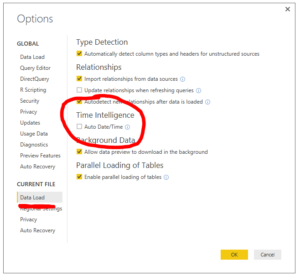 Options
GLOBAL
Data Load
Query Editor
DirectQuery
R Scripting
Security
Privacy
Updates
Usage Data
Diagnostics
Preview Features
Auto Recovery
CURRENT FILE
Data Load
Regional Settings
Privacy
Auto Recovery
Type Detection
Automatically detect column types and headers for unstructured sources
Relationships
Import relationships from data sources
Update relationships when refreshing queries
Autodetect new relationships after data is loaded
Time Intelligence
Auto Date/Time
Background Data
Allow data preview to download in the background
Parallel Loading of Tables
Enable parallel loading of tables
OK
Cancel